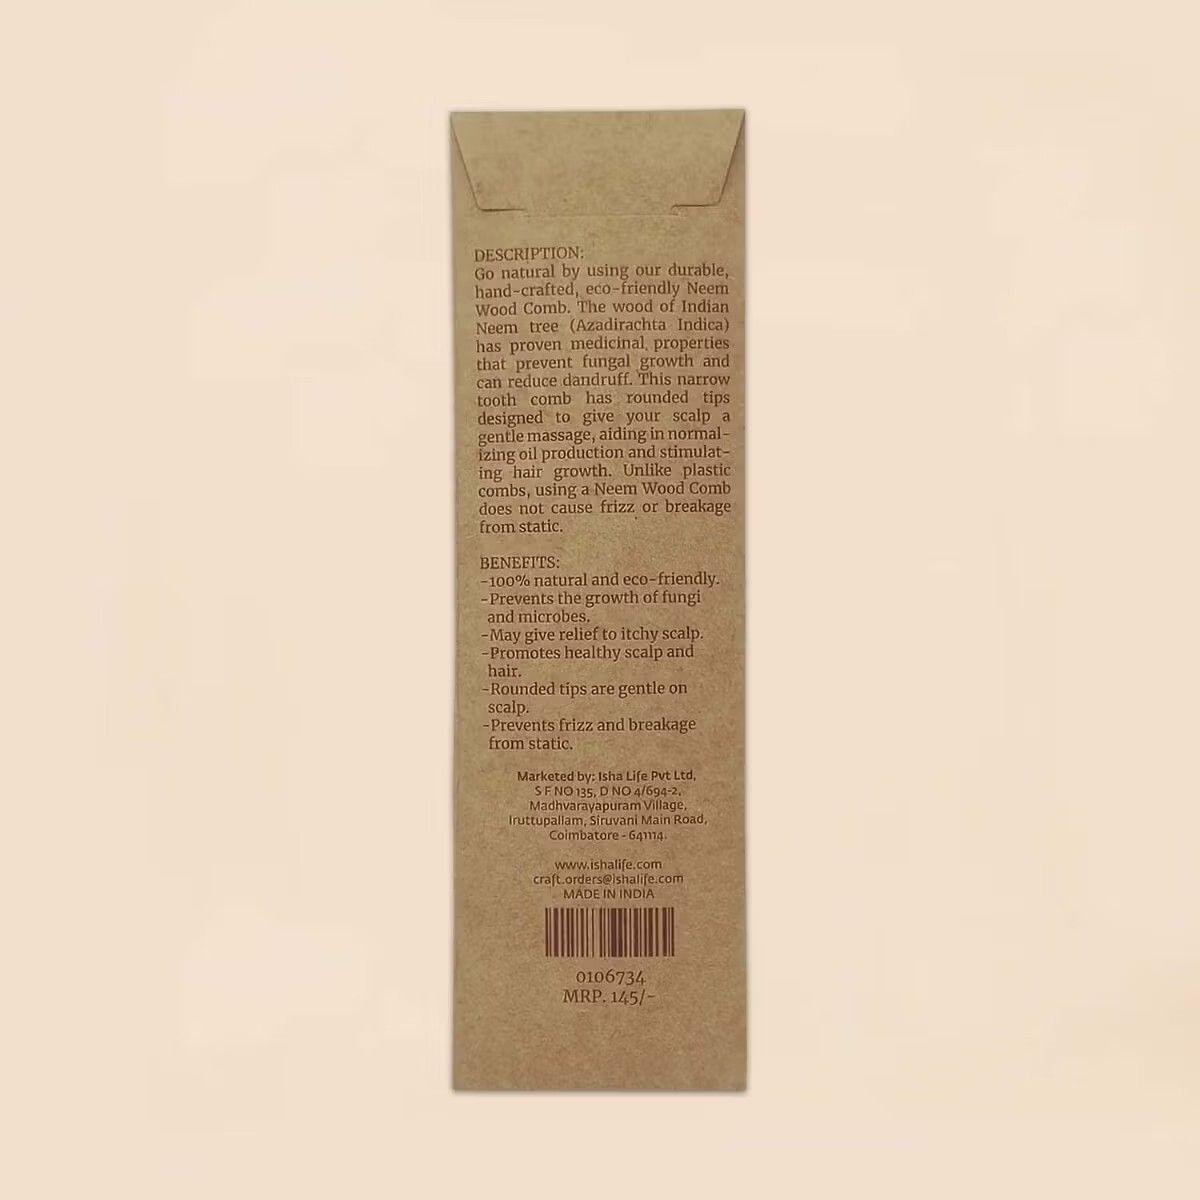 DESCRIPTION:
Go natural by using our durable,
hand-crafted, eco-friendly Neem
Wood Comb. The wood of Indian
Neem tree (Azadirachta Indica)
has proven medicinal properties
that prevent fungal growth and
can reduce dandruff. This narrow
tooth comb has rounded tips
designed to give your scalp a
gentle massage, aiding in normal-
izing oil production and stimulat-
ing hair growth. Unlike plastic
combs, using a Neem Wood Comb
does not cause frizz or breakage
from static.
BENEFITS:
-100% natural and eco-friendly.
-Prevents the growth of fungi
and microbes.
-May give relief to itchy scalp.
-Promotes healthy scalp and
hair.
-Rounded tips are gentle on
scalp.
-Prevents frizz and breakage
from static.
Marketed by: Isha Life Pvt Ltd,
S F NO 135, D NO 4/694-2,
Madhvarayapuram Village,
Iruttupallam, Siruvani Main Road,
Coimbatore - 641114.
www.ishalife.com
craft.orders@ishalife.com
MADE IN INDIA
0106734
MRP. 145/-